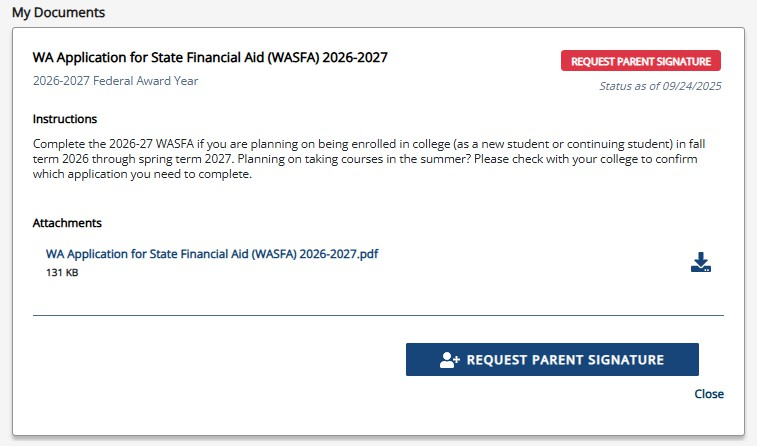 My Documents
WA Application for State Financial Aid (WASFA) 2026-2027
REQUEST PARENT SIGNATURE
2026-2027 Federal Award Year
Status as of 09/24/2025
Instructions
Complete the 2026-27 WASFA if you are planning on being enrolled in college (as a new student or continuing student) in fall
term 2026 through spring term 2027. Planning on taking courses in the summer? Please check with your college to confirm
which application you need to complete.
Attachments
WA Application for State Financial Aid (WASFA) 2026-2027.pdf
131 KB
REQUEST PARENT SIGNATURE
Close